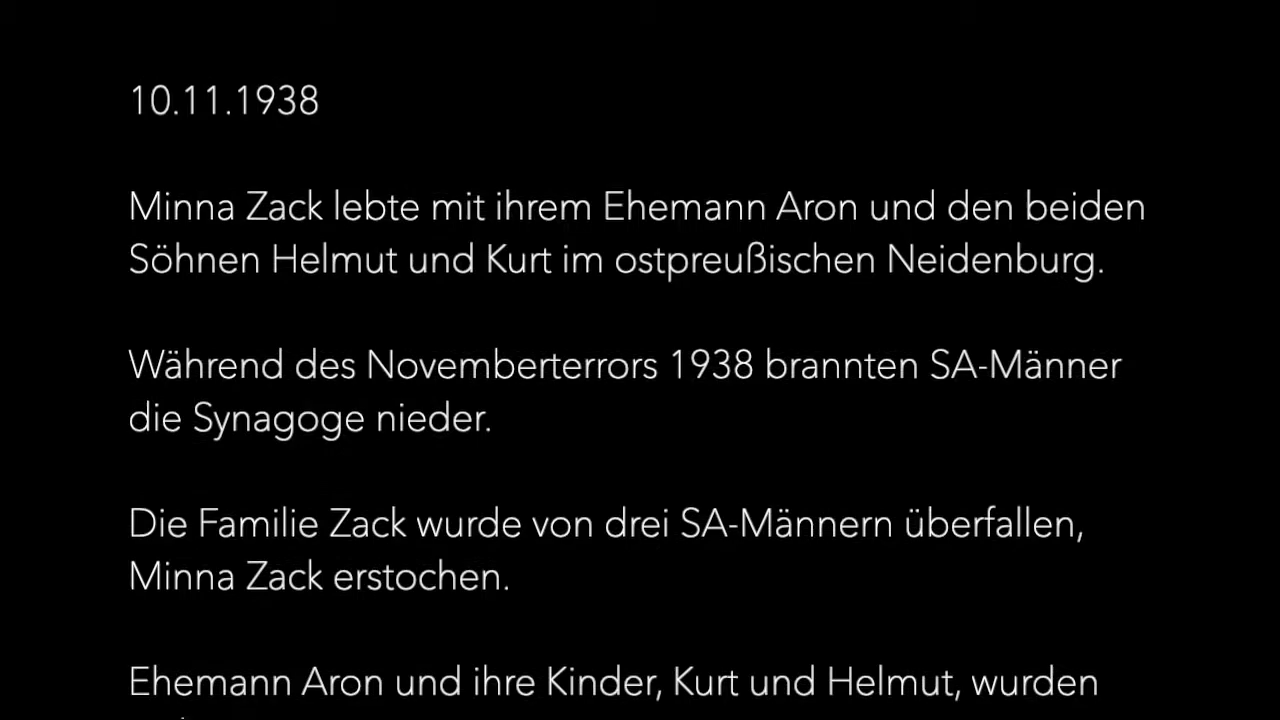 10.11.1938
Minna Zack lebte mit ihrem Ehemann Aron und den beiden
Söhnen Helmut und Kurt im ostpreußischen Neidenburg.
Während des Novemberterrors 1938 brannten SA-Männer
die Synagoge nieder.
Die Familie Zack wurde von drei SA-Männern überfallen,
Minna Zack erstochen.
Ehemann Aron und ihre Kinder, Kurt und Helmut, wurden